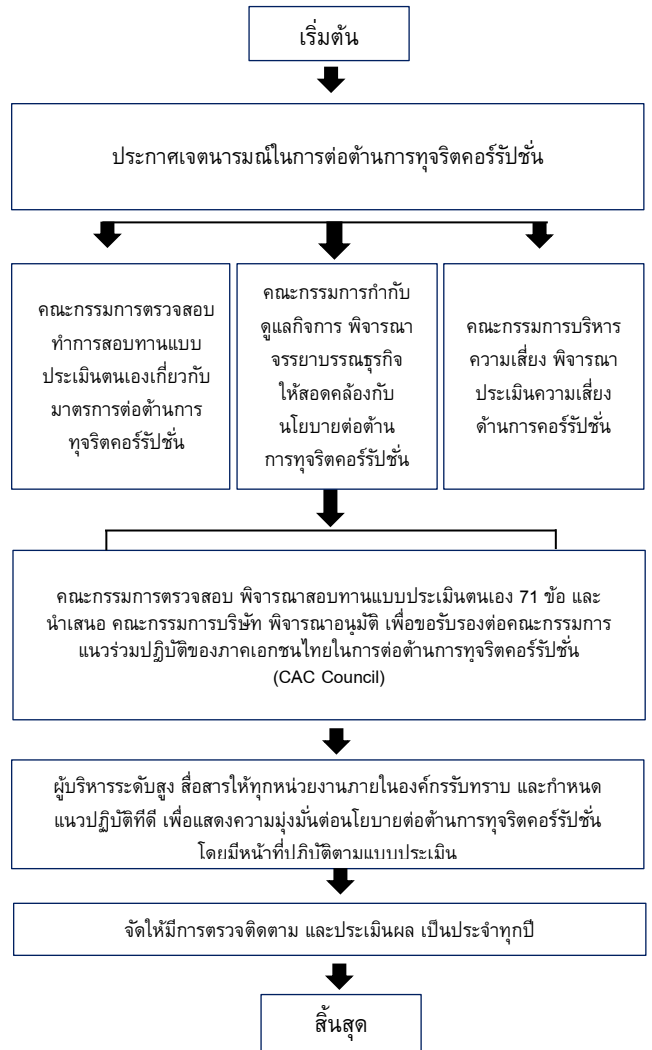 เริ่มต้น
ประกาศเจตนารมณ์ในการต่อต้านการทุจริตคอร์รัปชั่น
คณะกรรมการตรวจสอบ
ทำการสอบทานแบบ
ประเมินตนเองเกี่ยวกับ
มาตรการต่อต้านการ
ทุจริตคอร์รัปชั่น
คณะกรรมการกำกับ
ดูแลกิจการ พิจารณา
จรรยาบรรณธุรกิจ
ให้สอดคล้องกับ
นโยบายต่อต้าน
การทุจริตคอร์รัปชั่น
คณะกรรมการบริหาร
ความเสี่ยง พิจารณา
ประเมินความเสี่ยง
ด้านการคอร์รัปชั่น
คณะกรรมการตรวจสอบ พิจารณาสอบทานแบบประเมินตนเอง 71 ข้อ และ
นำเสนอ คณะกรรมการบริษัท พิจารณาอนุมัติ เพื่อขอรับรองต่อคณะกรรมการ
แนวร่วมปฏิบัติของภาคเอกชนไทยในการต่อต้านการทุจริตคอร์รัปชั่น
(CAC Council)
ผู้บริหารระดับสูง สื่อสารให้ทุกหน่วยงานภายในองค์กรรับทราบ และกำหนด
แนวปฏิบัติที่ดี เพื่อแสดงความมุ่งมั่นต่อนโยบายต่อต้านการทุจริตคอร์รัปชั่น
โดยมีหน้าที่ปฏิบัติตามแบบประเมิน
จัดให้มีการตรวจติดตาม และประเมินผล เป็นประจำทุกปี
สิ้นสุด